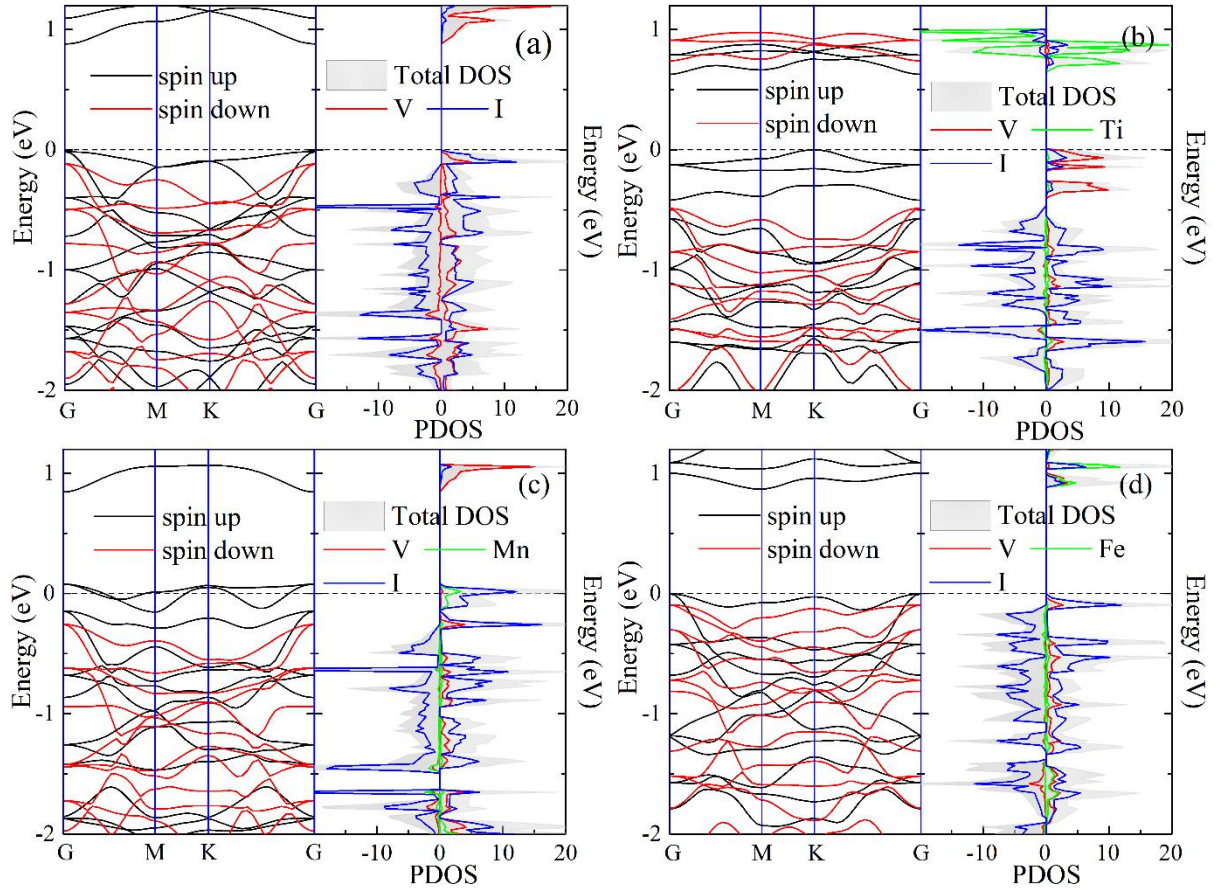 (a)
spin up
spin down
Total DOS
V I
Energy (eV)
1
0
-1
-2
G M K G
-10 0 10 20
PDOS
(b)
spin up
spin down
Total DOS
V Ti
I
Energy (eV)
Energy (eV)
1
0
-1
-2
G M K G
-10 0 10 20
PDOS
Energy (eV)
(c)
spin up
spin down
Total DOS
V Mn
I
Energy (eV)
1
0
-1
-2
G M K G
-10 0 10 20
PDOS
(d)
spin up
spin down
Total DOS
V Fe
I
Energy (eV)
Energy (eV)
1
0
-1
-2
G M K G
-10 0 10 20
PDOS
Energy (eV)